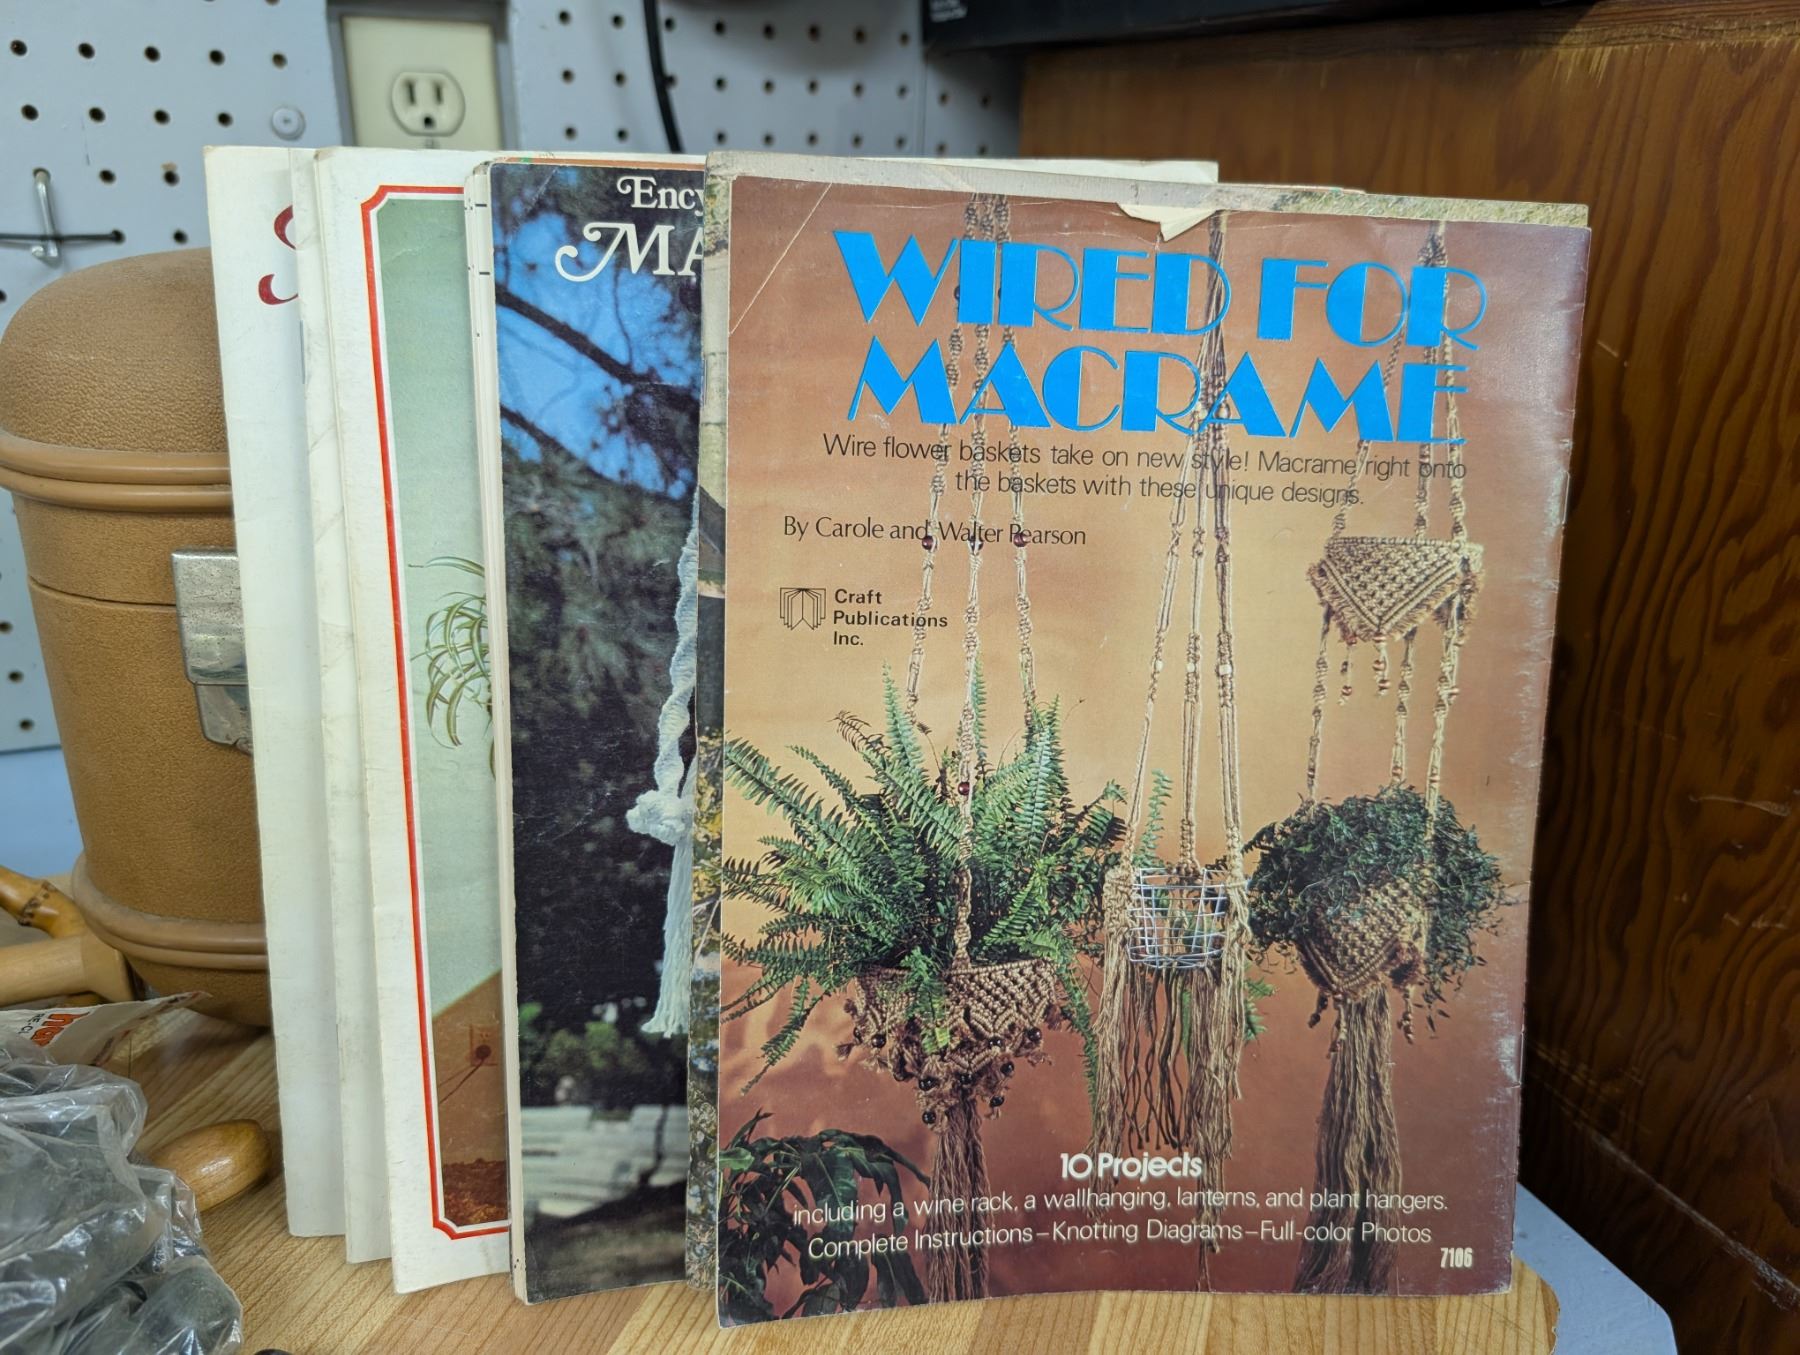 WIRED FOR
MACRAME
Wire flower baskets take on new style! Macrame right onto
the baskets with these unique designs.
By Carole and Walter Pearson
Craft
Publications
Inc.
10 Projects
including a wine rack, a wallhanging, lanterns, and plant hangers.
Complete Instructions – Knotting Diagrams – Full-color Photos
7106
Ency
MA